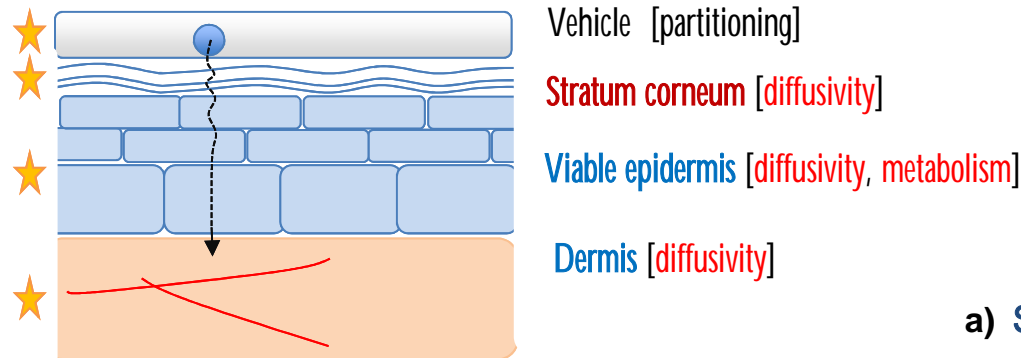 Vehicle [partitioning]
Stratum corneum [diffusivity]
Viable epidermis [diffusivity, metabolism]
Dermis [diffusivity]
a) S